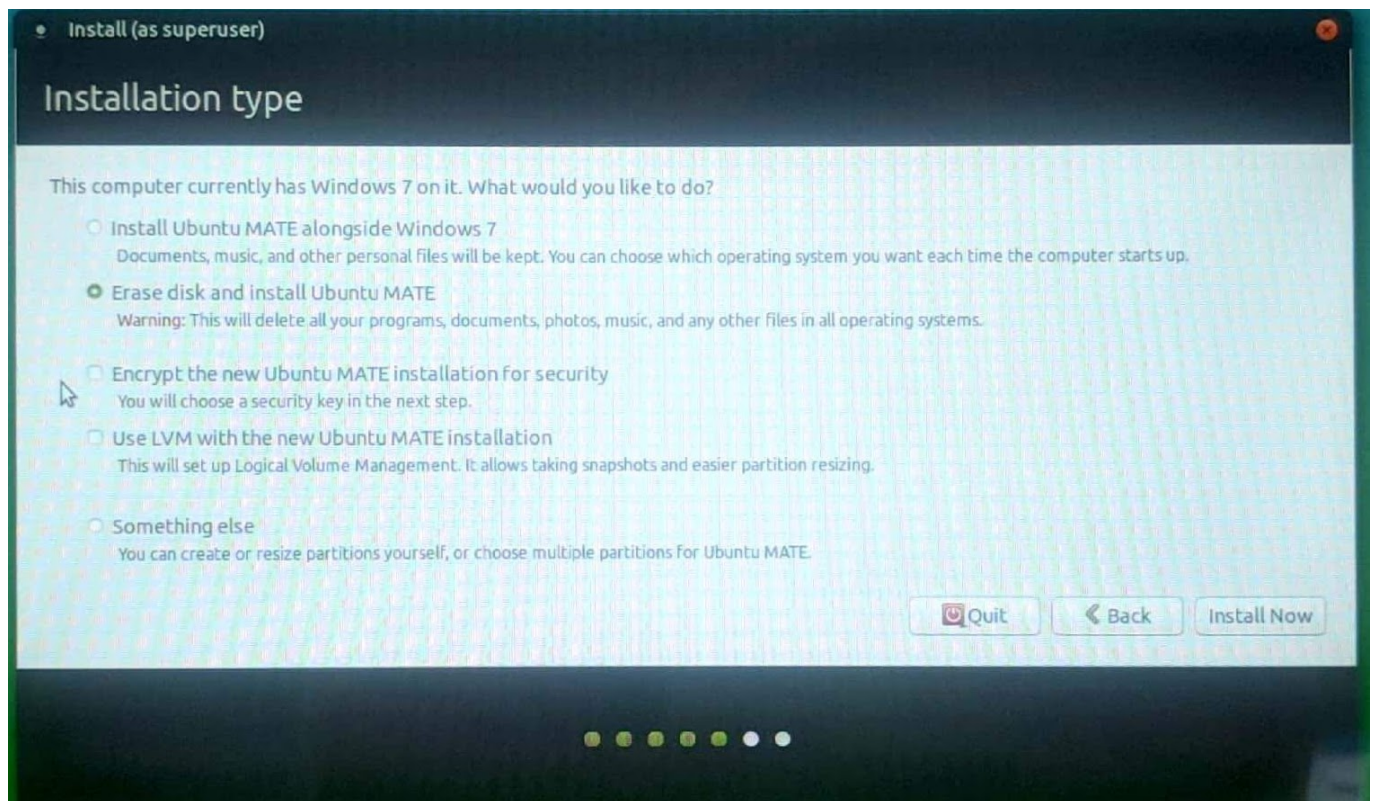 Install (as superuser)
Installation type
This computer currently has Windows 7 on it. What would you like to do?
Install Ubuntu MATE alongside Windows 7
Documents, music, and other personal files will be kept. You can choose which operating system you want each time the computer starts up.
Erase disk and install Ubuntu MATE
Warning: This will delete all your programs, documents, photos, music, and any other files in all operating systems.
Encrypt the new Ubuntu MATE installation for security
You will choose a security key in the next step.
Use LVM with the new Ubuntu MATE installation
This will set up Logical Volume Management. It allows taking snapshots and easier partition resizing.
Something else
You can create or resize partitions yourself, or choose multiple partitions for Ubuntu MATE.
Quit Back Install Now